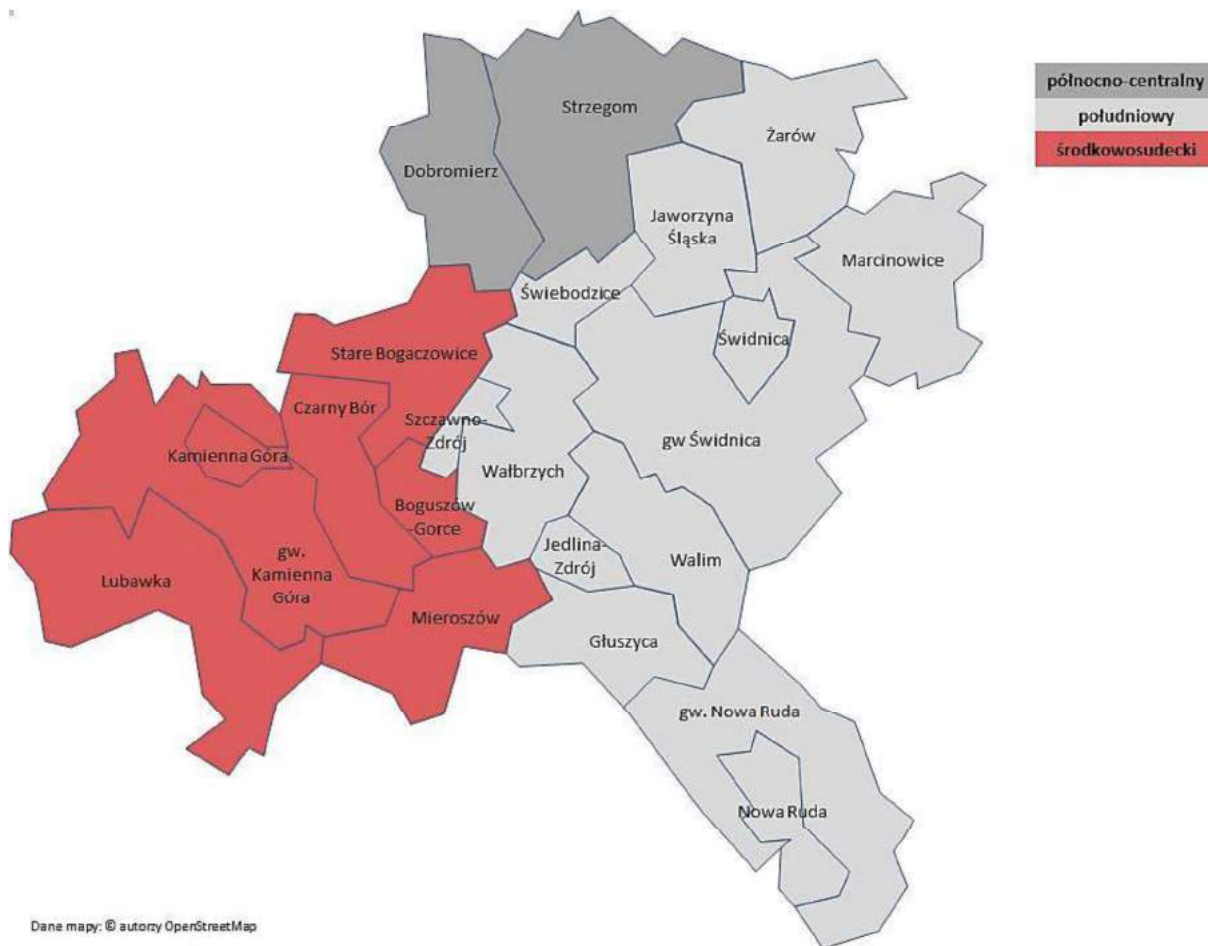 północno-centralny
południowy
środkowosudecki
Strzegom
Żarów
Dobromierz
Jaworzyna
Śląska
Marcinowice
Świebodzice
Świdnica
Stare Bogaczowice
Czarny Bór
Szczawno-
Zdrój
gw Świdnica
Kamienna Góra
Wałbrzych
Boguszów
-Gorce
Jedlina-
Zdrój
Walim
gw.
Kamienna
Góra
Lubawka
Mieroszów
Głuszyca
gw. Nowa Ruda
Nowa Ruda
Dane mapy: © autorzy OpenStreetMap